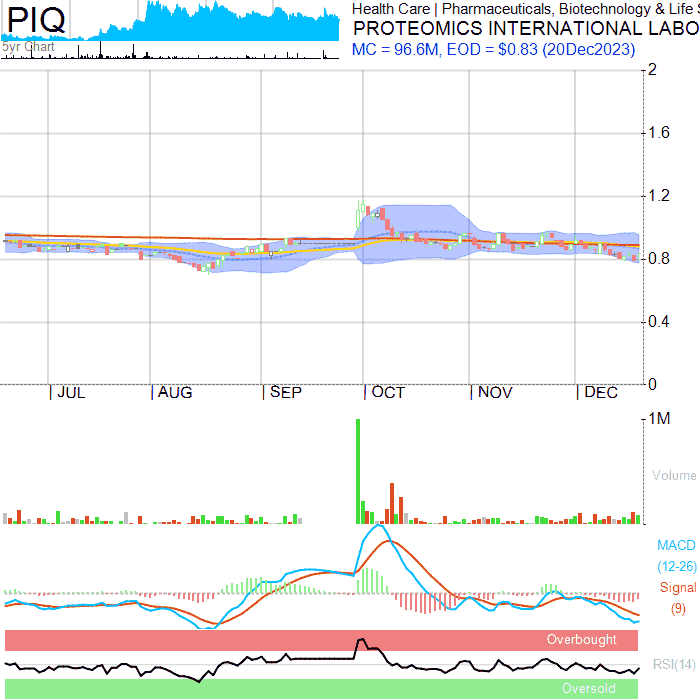 PIQ
5yr Chart
Health Care | Pharmaceuticals, Biotechnology & Life S
PROTEOMICS INTERNATIONAL LABO
MC = 96.6M, EOD = $0.83 (20Dec2023)
2
1.6
1.2
0.8
0.4
0
JUL AUG SEP OCT NOV DEC
1M
Volume
MACD
(12-26)
Signal
(9)
Overbought
RSI(14)
Oversold